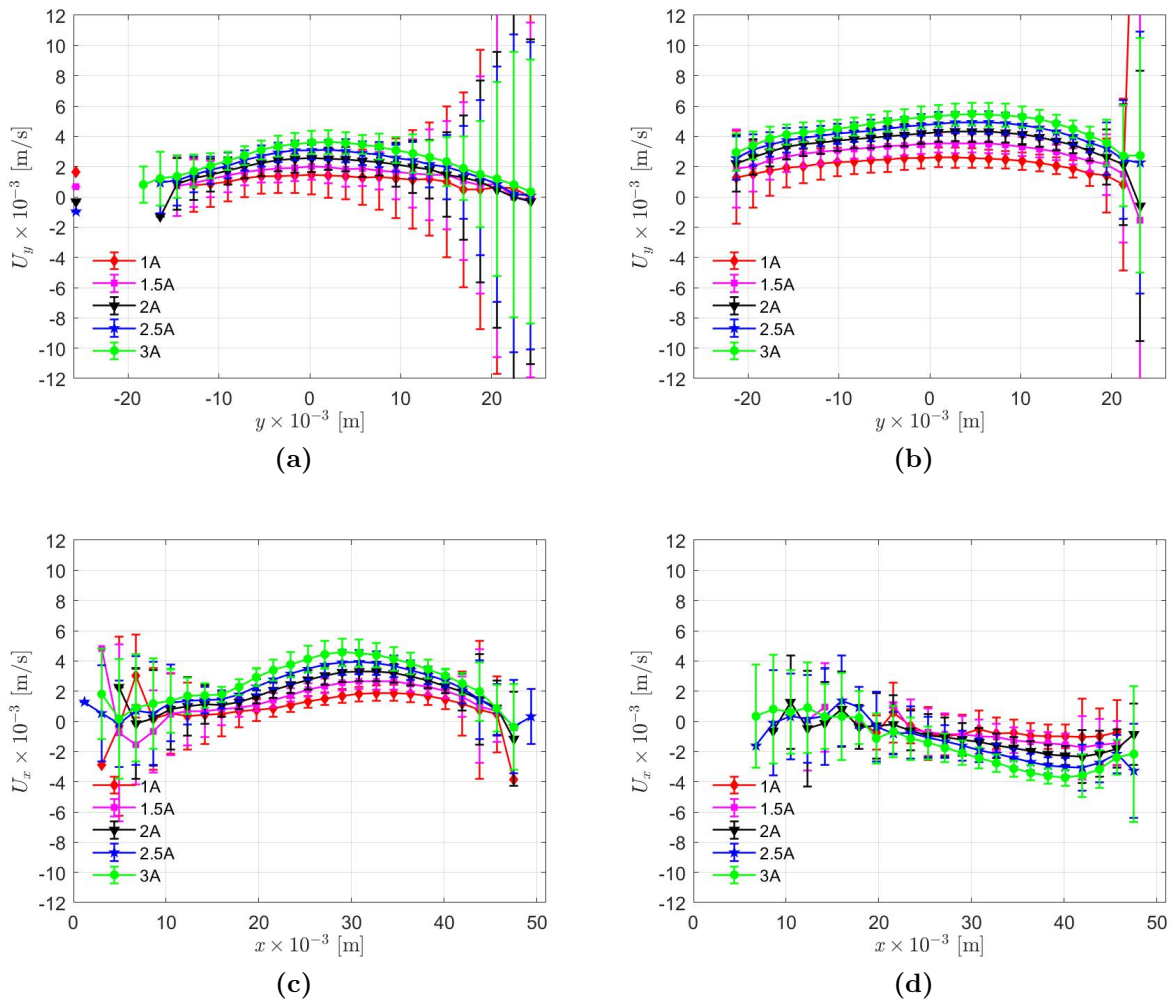 12
10
8
6
4
2
0
-2
-4
-6
-8
-10
-12
U_y × 10^{-3} [m/s]
1A
1.5A
2A
2.5A
3A
-20 -10 0 10 20
y × 10^{-3} [m]
(a)
12
10
8
6
4
2
0
-2
-4
-6
-8
-10
-12
U_y × 10^{-3} [m/s]
1A
1.5A
2A
2.5A
3A
-20 -10 0 10 20
y × 10^{-3} [m]
(b)
12
10
8
6
4
2
0
-2
-4
-6
-8
-10
-12
U_x × 10^{-3} [m/s]
1A
1.5A
2A
2.5A
3A
0 10 20 30 40 50
x × 10^{-3} [m]
(c)
12
10
8
6
4
2
0
-2
-4
-6
-8
-10
-12
U_x × 10^{-3} [m/s]
1A
1.5A
2A
2.5A
3A
0 10 20 30 40 50
x × 10^{-3} [m]
(d)